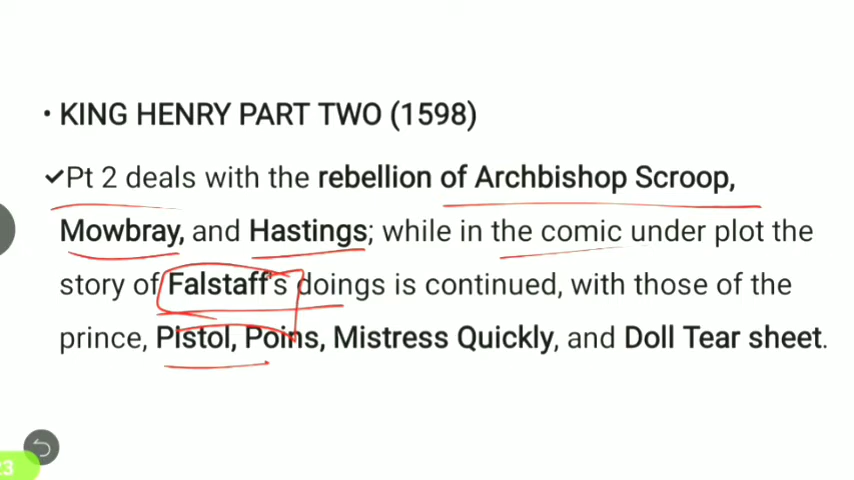 • KING HENRY PART TWO (1598)
✓Pt 2 deals with the rebellion of Archbishop Scroop,
Mowbray, and Hastings; while in the comic under plot the
story of Falstaff's doings is continued, with those of the
prince, Pistol, Poins, Mistress Quickly, and Doll Tear sheet.
23